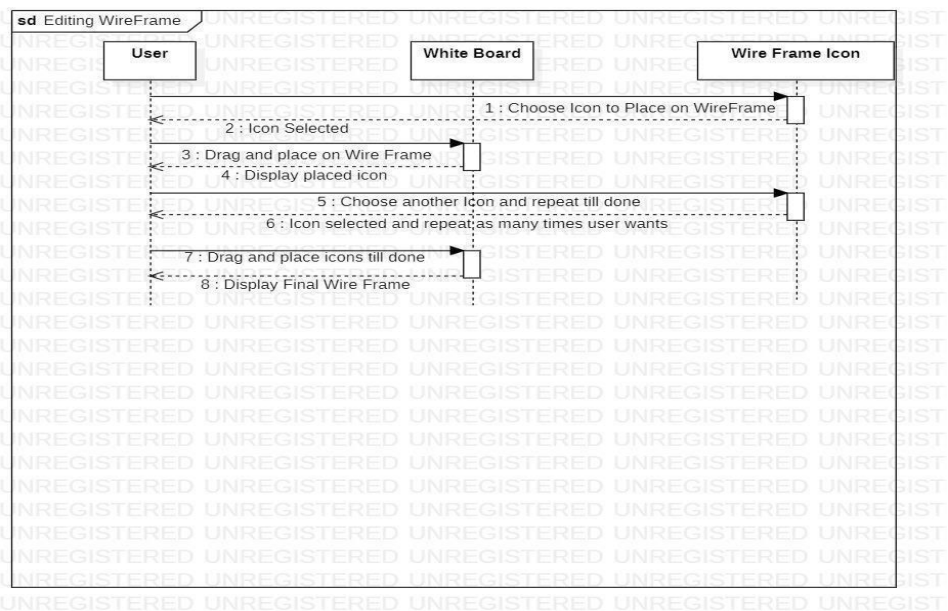 sd Editing WireFrame
User
White Board
Wire Frame Icon
1 : Choose Icon to Place on WireFrame
2 : Icon Selected
3 : Drag and place on Wire Frame
4 : Display placed icon
5 : Choose another Icon and repeat till done
6 : Icon selected and repeat as many times user wants
7 : Drag and place icons till done
8 : Display Final Wire Frame
UNREGISTERED